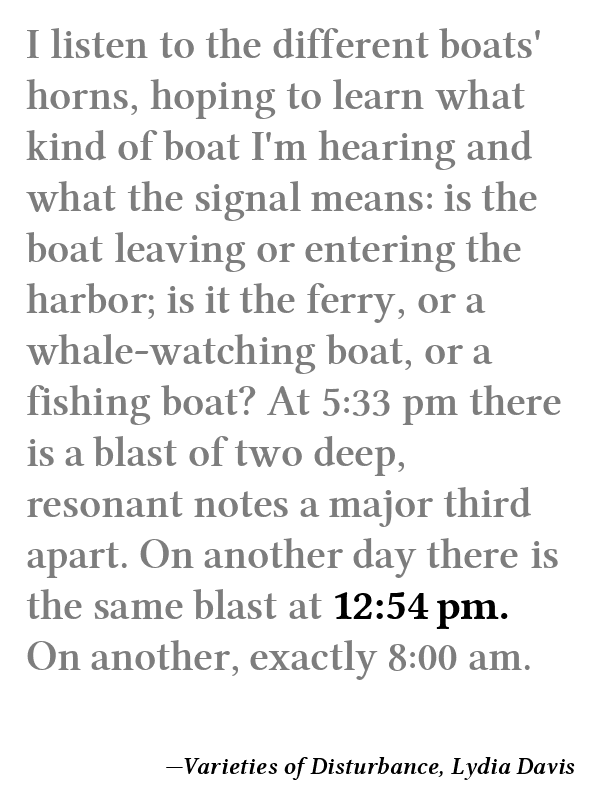 I listen to the different boats'
horns, hoping to learn what
kind of boat I'm hearing and
what the signal means: is the
boat leaving or entering the
harbor; is it the ferry, or a
whale-watching boat, or a
fishing boat? At 5:33 pm there
is a blast of two deep,
resonant notes a major third
apart. On another day there is
the same blast at 12:54 pm.
On another, exactly 8:00 am.
—Varieties of Disturbance, Lydia Davis